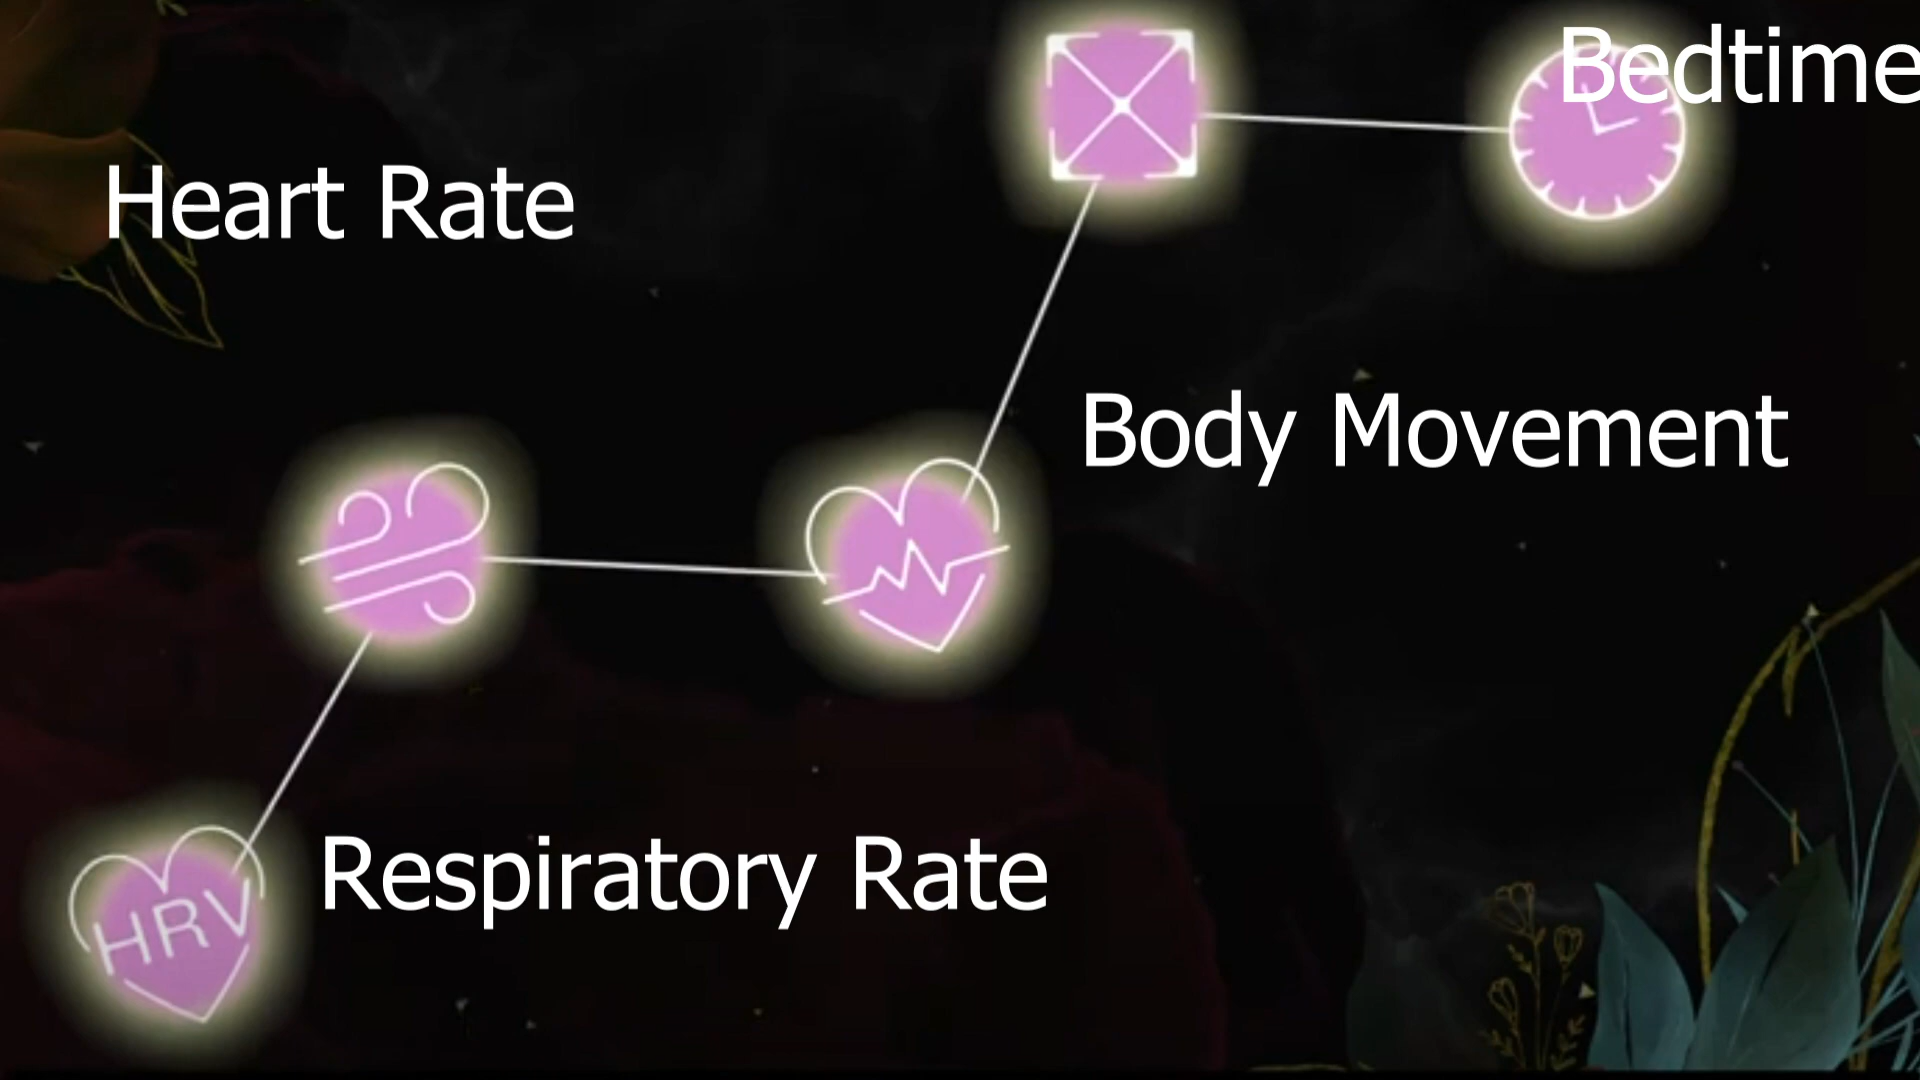 Bedtime
Heart Rate
Body Movement
Respiratory Rate
HRV